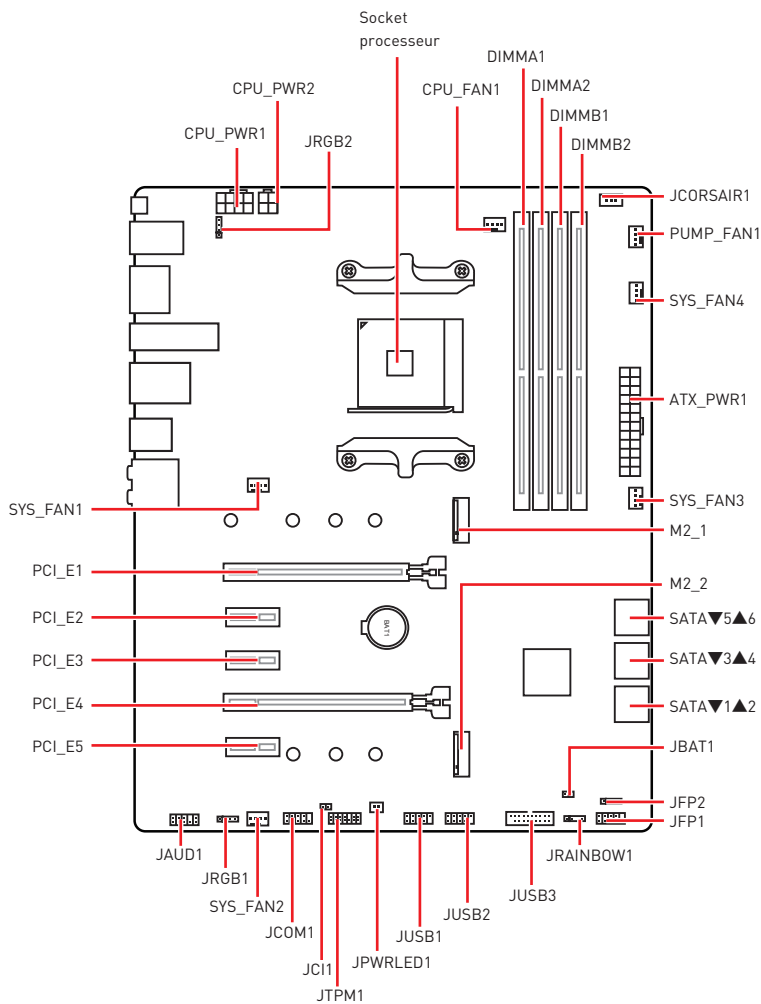 Socket
processeur
DIMMA1
DIMMA2
DIMMB1
DIMMB2
CPU_FAN1
CPU_PWR2
CPU_PWR1
JRGB2
JCORSAIR1
PUMP_FAN1
SYS_FAN4
ATX_PWR1
SYS_FAN3
SYS_FAN1
M2_1
PCI_E1
M2_2
PCI_E2
BAT1
SATA▼5▲6
PCI_E3
SATA▼3▲4
PCI_E4
SATA▼1▲2
PCI_E5
JBAT1
JFP2
JFP1
JAUD1
JRGB1
SYS_FAN2
JCOM1
JCI1
JTPM1
JPWRLED1
JUSB1
JUSB2
JUSB3
JRAINBOW1